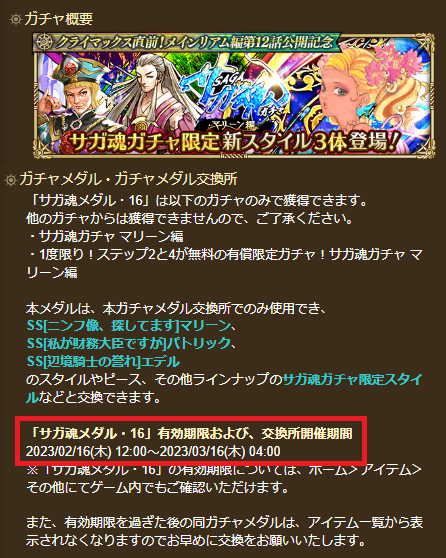 ガチャ概要
クライマックス直前！メインリアム編第12話公開記念
SAGA
サガ魂
ガチャ
マリーン編
サガ魂ガチャ限定 新スタイル3体登場！
ガチャメダル・ガチャメダル交換所
「サガ魂メダル・16」は以下のガチャのみで獲得できます。
他のガチャからは獲得できませんので、ご了承ください。
・サガ魂ガチャ マリーン編
・1度限り！ステップ2と4が無料の有償限定ガチャ！サガ魂ガチャ マ
リーン編
本メダルは、本ガチャメダル交換所でのみ使用でき、
SS[ニンフ像、探してます]マリーン、
SS[私が財務大臣ですが]パトリック、
SS[辺境騎士の誉れ]エデル
のスタイルやピース、その他ラインナップのサガ魂ガチャ限定スタイ
ルなどと交換できます。
「サガ魂メダル・16」有効期限および、交換所開催期間
2023/02/16(木) 12:00～2023/03/16(木) 04:00
※「サガ魂メダル・16」の有効期限については、ホーム＞アイテム＞
その他にてゲーム内でもご確認いただけます。
また、有効期限を過ぎた後の同ガチャメダルは、アイテム一覧から表
示されなくなりますのでお早めに交換をお願いいたします。